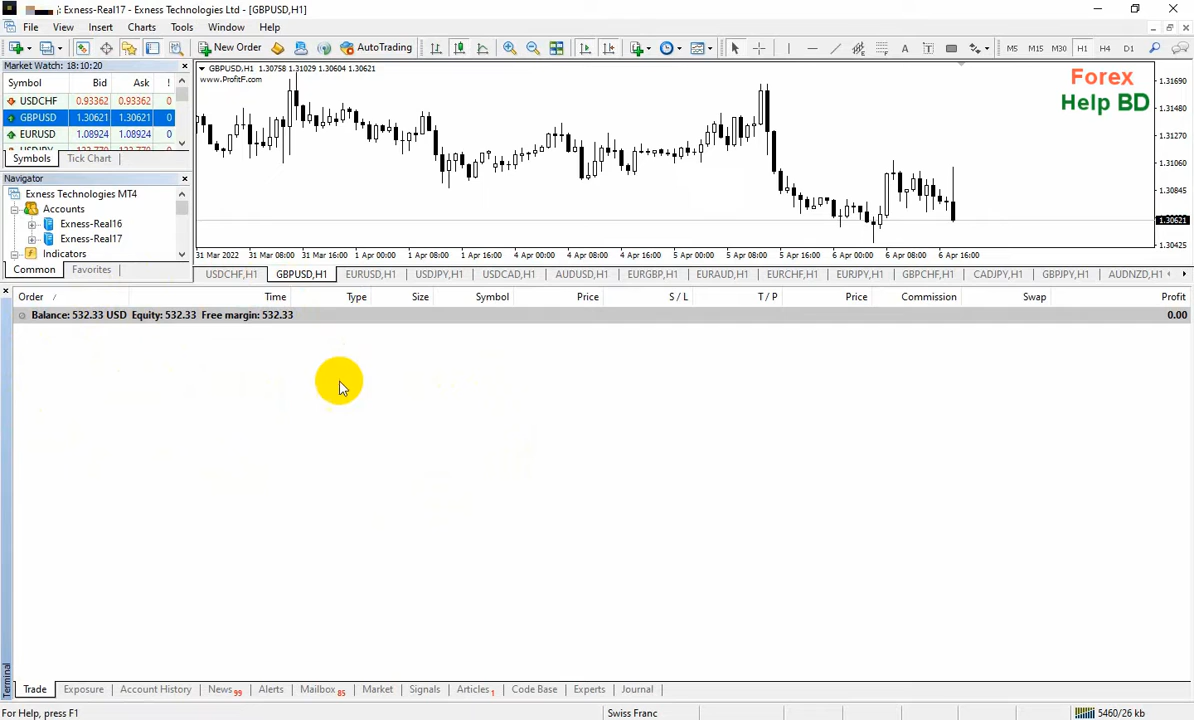 : Exness-Real17 - Exness Technologies Ltd - [GBPUSD,H1]
File View Insert Charts Tools Window Help
New Order AutoTrading M5 M15 M30 H1 H4 D1
Market Watch: 18:10:20
Symbol Bid Ask !
USDCHF 0.93362 0.93362 0
GBPUSD 1.30621 1.30621 0
EURUSD 1.08924 1.08924 0
Symbols Tick Chart
Navigator
Exness Technologies MT4
Accounts
Exness-Real16
Exness-Real17
Indicators
Common Favorites
GBPUSD,H1 1.30758 1.31029 1.30604 1.30621
www.ProfitF.com
Forex
Help BD
1.31690
1.31480
1.31270
1.31060
1.30845
1.30621
1.30425
31 Mar 2022 31 Mar 08:00 31 Mar 16:00 1 Apr 00:00 1 Apr 08:00 1 Apr 16:00 4 Apr 00:00 4 Apr 08:00 4 Apr 16:00 5 Apr 00:00 5 Apr 08:00 5 Apr 16:00 6 Apr 00:00 6 Apr 08:00 6 Apr 16:00
USDCHF,H1 GBPUSD,H1 EURUSD,H1 USDJPY,H1 USDCAD,H1 AUDUSD,H1 EURGBP,H1 EURAUD,H1 EURCHF,H1 EURJPY,H1 GBPCHF,H1 CADJPY,H1 GBPJPY,H1 AUDNZD,H1
Order / Time Type Size Symbol Price S / L T / P Price Commission Swap Profit
Balance: 532.33 USD Equity: 532.33 Free margin: 532.33 0.00
Terminal
Trade Exposure Account History News 99 Alerts Mailbox 85 Market Signals Articles 1 Code Base Experts Journal
For Help, press F1 Swiss Franc 5460/26 kb